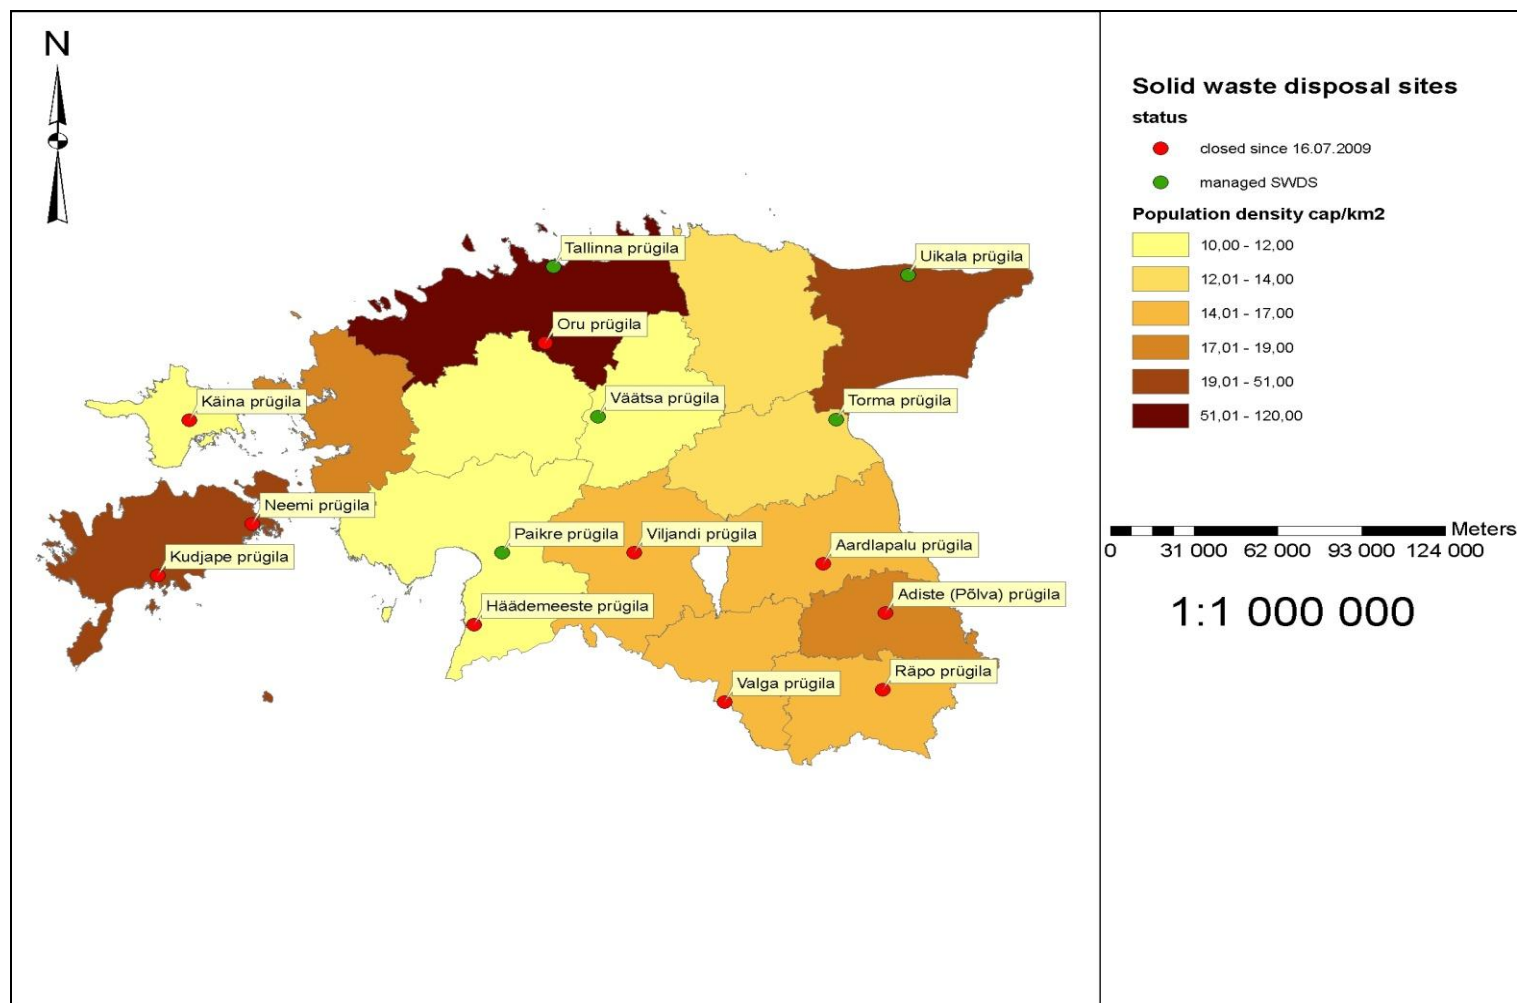 N
Tallinna prügila
Uikala prügila
Oru prügila
Käina prügila
Väätsa prügila
Torma prügila
Neemi prügila
Paikre prügila
Viljandi prügila
Aardlapalu prügila
Kudjape prügila
Häädemeeste prügila
Adiste (Põlva) prügila
Valga prügila
Räpo prügila
Solid waste disposal sites
status
closed since 16.07.2009
managed SWDS
Population density cap/km2
10,00 - 12,00
12,01 - 14,00
14,01 - 17,00
17,01 - 19,00
19,01 - 51,00
51,01 - 120,00
Meters
0 31 000 62 000 93 000 124 000
1:1 000 000